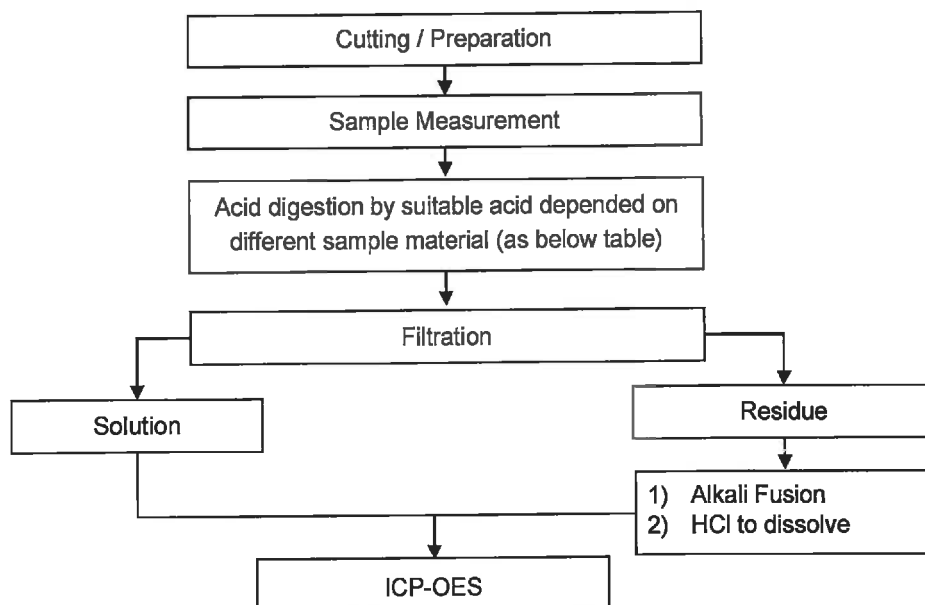 Cutting / Preparation
Sample Measurement
Acid digestion by suitable acid depended on
different sample material (as below table)
Filtration
Solution
Residue
1) Alkali Fusion
2) HCl to dissolve
ICP-OES